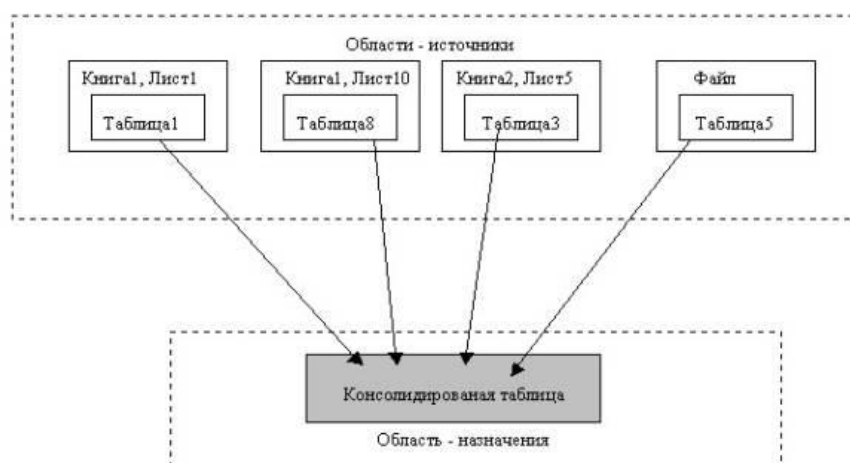 Области - источники
Книга1, Лист1
Таблица1
Книга1, Лист10
Таблица8
Книга2, Лист5
Таблица3
Файл
Таблица5
Консолидированая таблица
Область - назначения